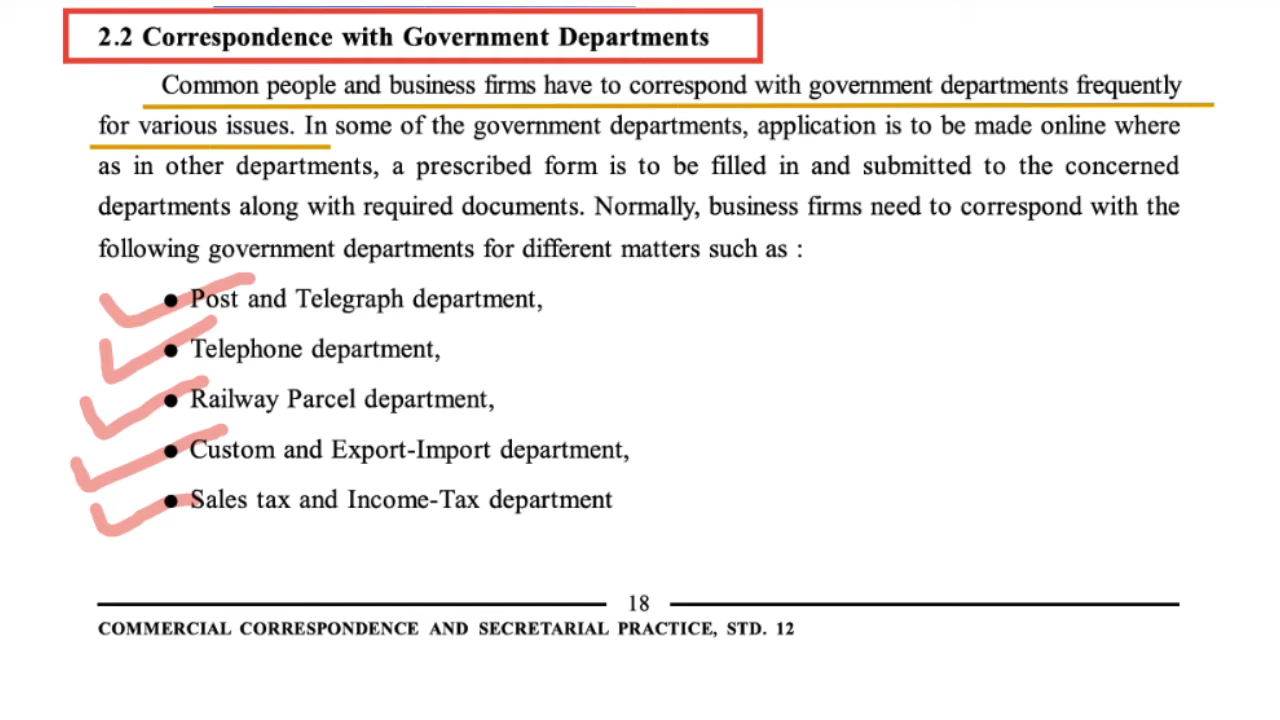 2.2 Correspondence with Government Departments
Common people and business firms have to correspond with government departments frequently
for various issues. In some of the government departments, application is to be made online where
as in other departments, a prescribed form is to be filled in and submitted to the concerned
departments along with required documents. Normally, business firms need to correspond with the
following government departments for different matters such as :
● Post and Telegraph department,
● Telephone department,
● Railway Parcel department,
● Custom and Export-Import department,
● Sales tax and Income-Tax department
18
COMMERCIAL CORRESPONDENCE AND SECRETARIAL PRACTICE, STD. 12